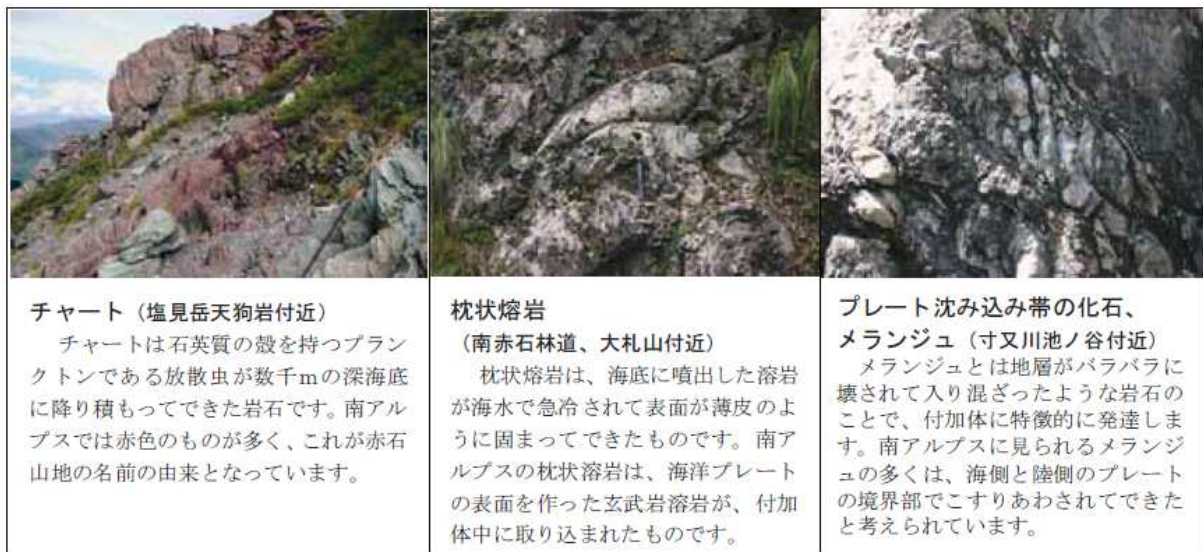 チャート（塩見岳天狗岩付近）
チャートは石英質の殻を持つプラン
クトンである放散虫が数千mの深海底
に降り積もってできた岩石です。南アル
プスでは赤色のものが多く、これが赤石
山地の名前の由来となっています。
枕状熔岩
（南赤石林道、大札山付近）
枕状熔岩は、海底に噴出した溶岩
が海水で急冷されて表面が薄皮のよ
うに固まってできたものです。南ア
ルプスの枕状溶岩は、海洋プレート
の表面を作った玄武岩溶岩が、付加
体中に取り込まれたものです。
プレート沈み込み帯の化石、
メランジュ（寸又川池ノ谷付近）
メランジュとは地層がバラバラに
壊されて入り混ざったような岩石の
ことで、付加体に特徴的に発達しま
す。南アルプスに見られるメランジ
ュの多くは、海側と陸側のプレート
の境界部でこすりあわされてできた
と考えられています。